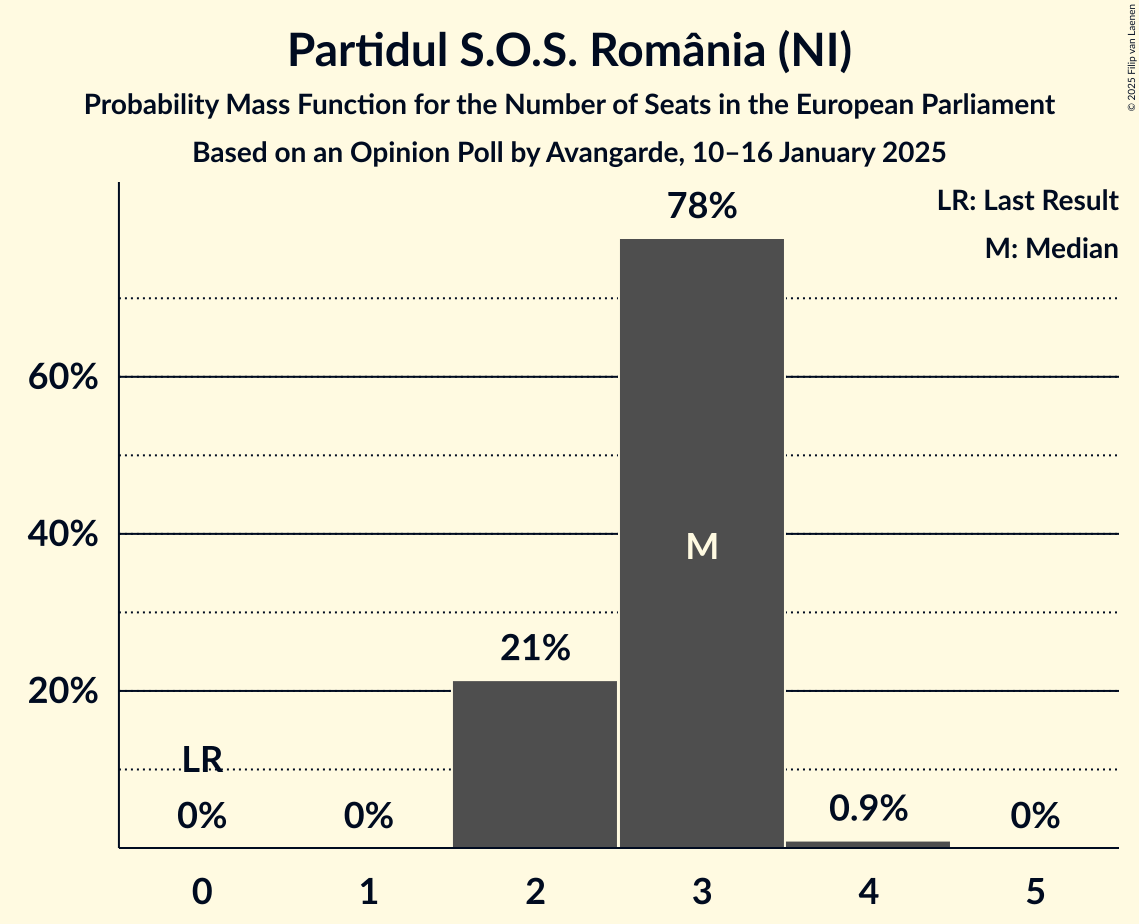 Partidul S.O.S. România (NI)
Probability Mass Function for the Number of Seats in the European Parliament
Based on an Opinion Poll by Avangarde, 10–16 January 2025
© 2025 Filip van Laenen
LR: Last Result
M: Median
78%
60%
40%
M
21%
20%
LR
0%
0%
0.9%
0%
0
1
2
3
4
5